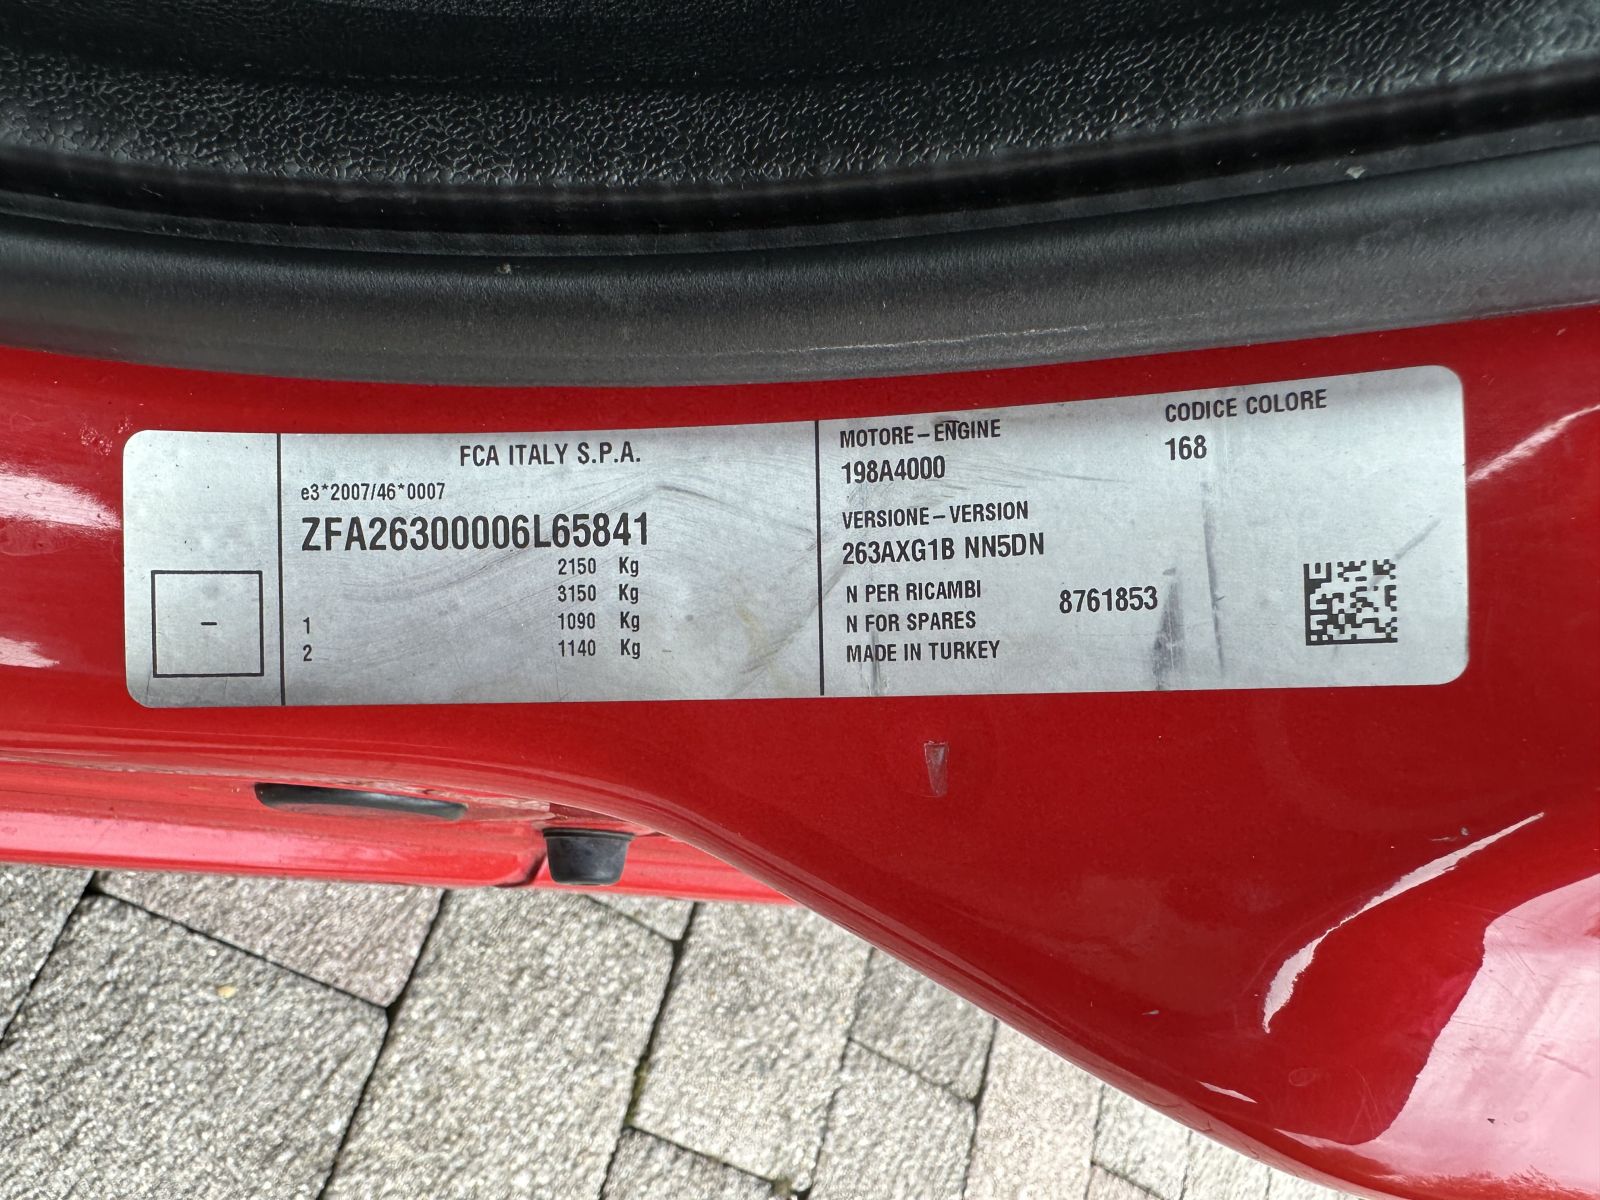 FCA ITALY S.P.A.
e3*2007/46*0007
ZFA26300006L65841
2150 Kg
3150 Kg
1 1090 Kg
2 1140 Kg
-
MOTORE-ENGINE
198A4000
CODICE COLORE
168
VERSIONE-VERSION
263AXG1B NN5DN
N PER RICAMBI
N FOR SPARES
8761853
MADE IN TURKEY